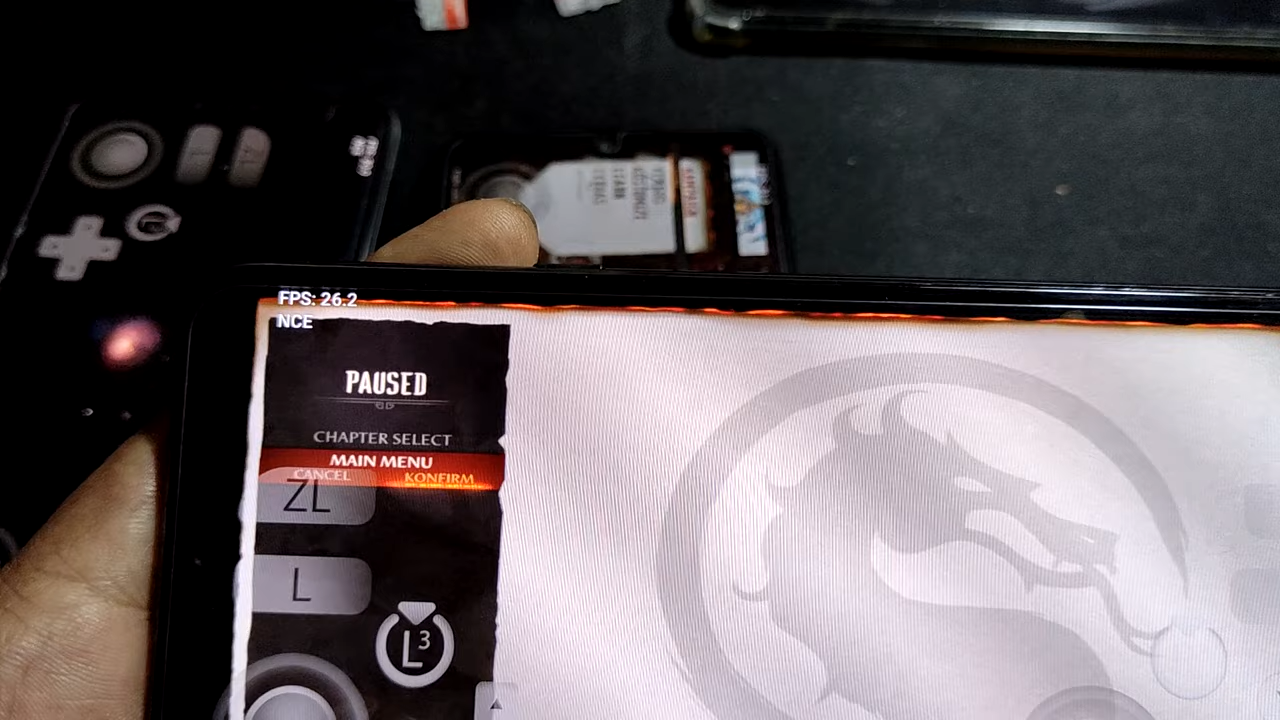 FPS: 26.2
NCE
PAUSED
CHAPTER SELECT
MAIN MENU
CANCEL KONFIRM
ZL
L
L3